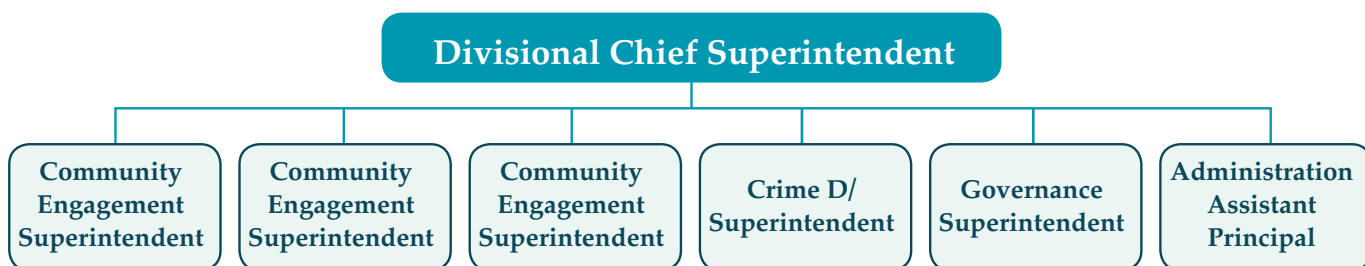 Divisional Chief Superintendent
Community
Engagement
Superintendent
Community
Engagement
Superintendent
Community
Engagement
Superintendent
Crime D/
Superintendent
Governance
Superintendent
Administration
Assistant
Principal